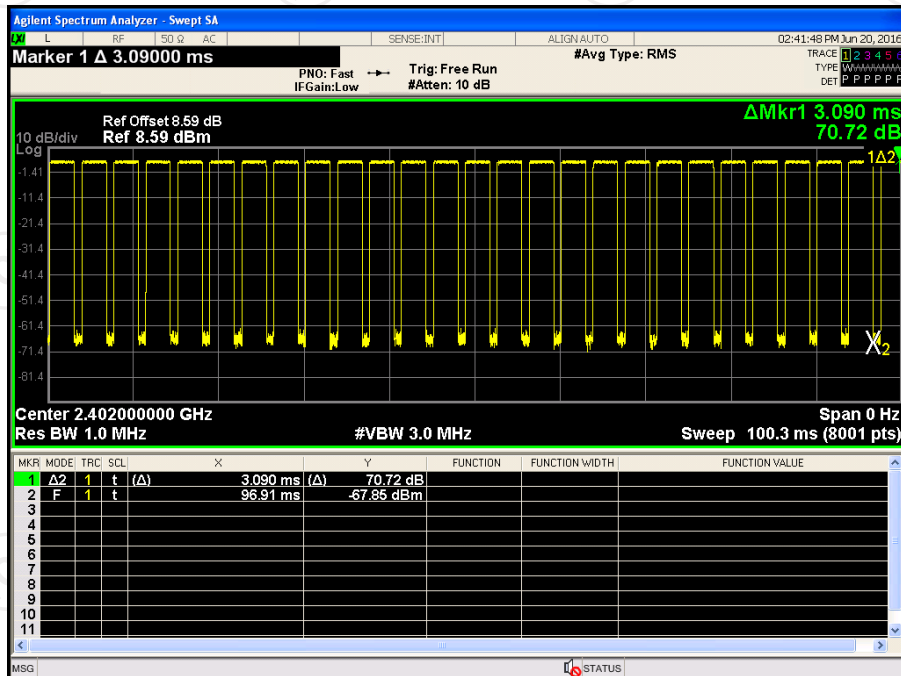 Agilent Spectrum Analyzer - Swept SA
LXI L RF 50 Ω AC SENSE:INT ALIGN AUTO 02:41:48 PM Jun 20, 2016
Marker 1 Δ 3.09000 ms #Avg Type: RMS TRACE 1 2 3 4 5 6
PNO: Fast Trig: Free Run TYPE WWWWWW
IFGain:Low #Atten: 10 dB DET P P P P P P
ΔMkr1 3.090 ms
70.72 dB
Ref Offset 8.59 dB
10 dB/div Ref 8.59 dBm
Log
1Δ2
-1.41
-11.4
-21.4
-31.4
-41.4
-51.4
-61.4
-71.4
-81.4
X2
Center 2.402000000 GHz Span 0 Hz
Res BW 1.0 MHz #VBW 3.0 MHz Sweep 100.3 ms (8001 pts)
MKR MODE TRC SCL X Y FUNCTION FUNCTION WIDTH FUNCTION VALUE
1 Δ2 1 t (Δ) 3.090 ms (Δ) 70.72 dB
2 F 1 t 96.91 ms -67.85 dBm
3
4
5
6
7
8
9
10
11
MSG STATUS